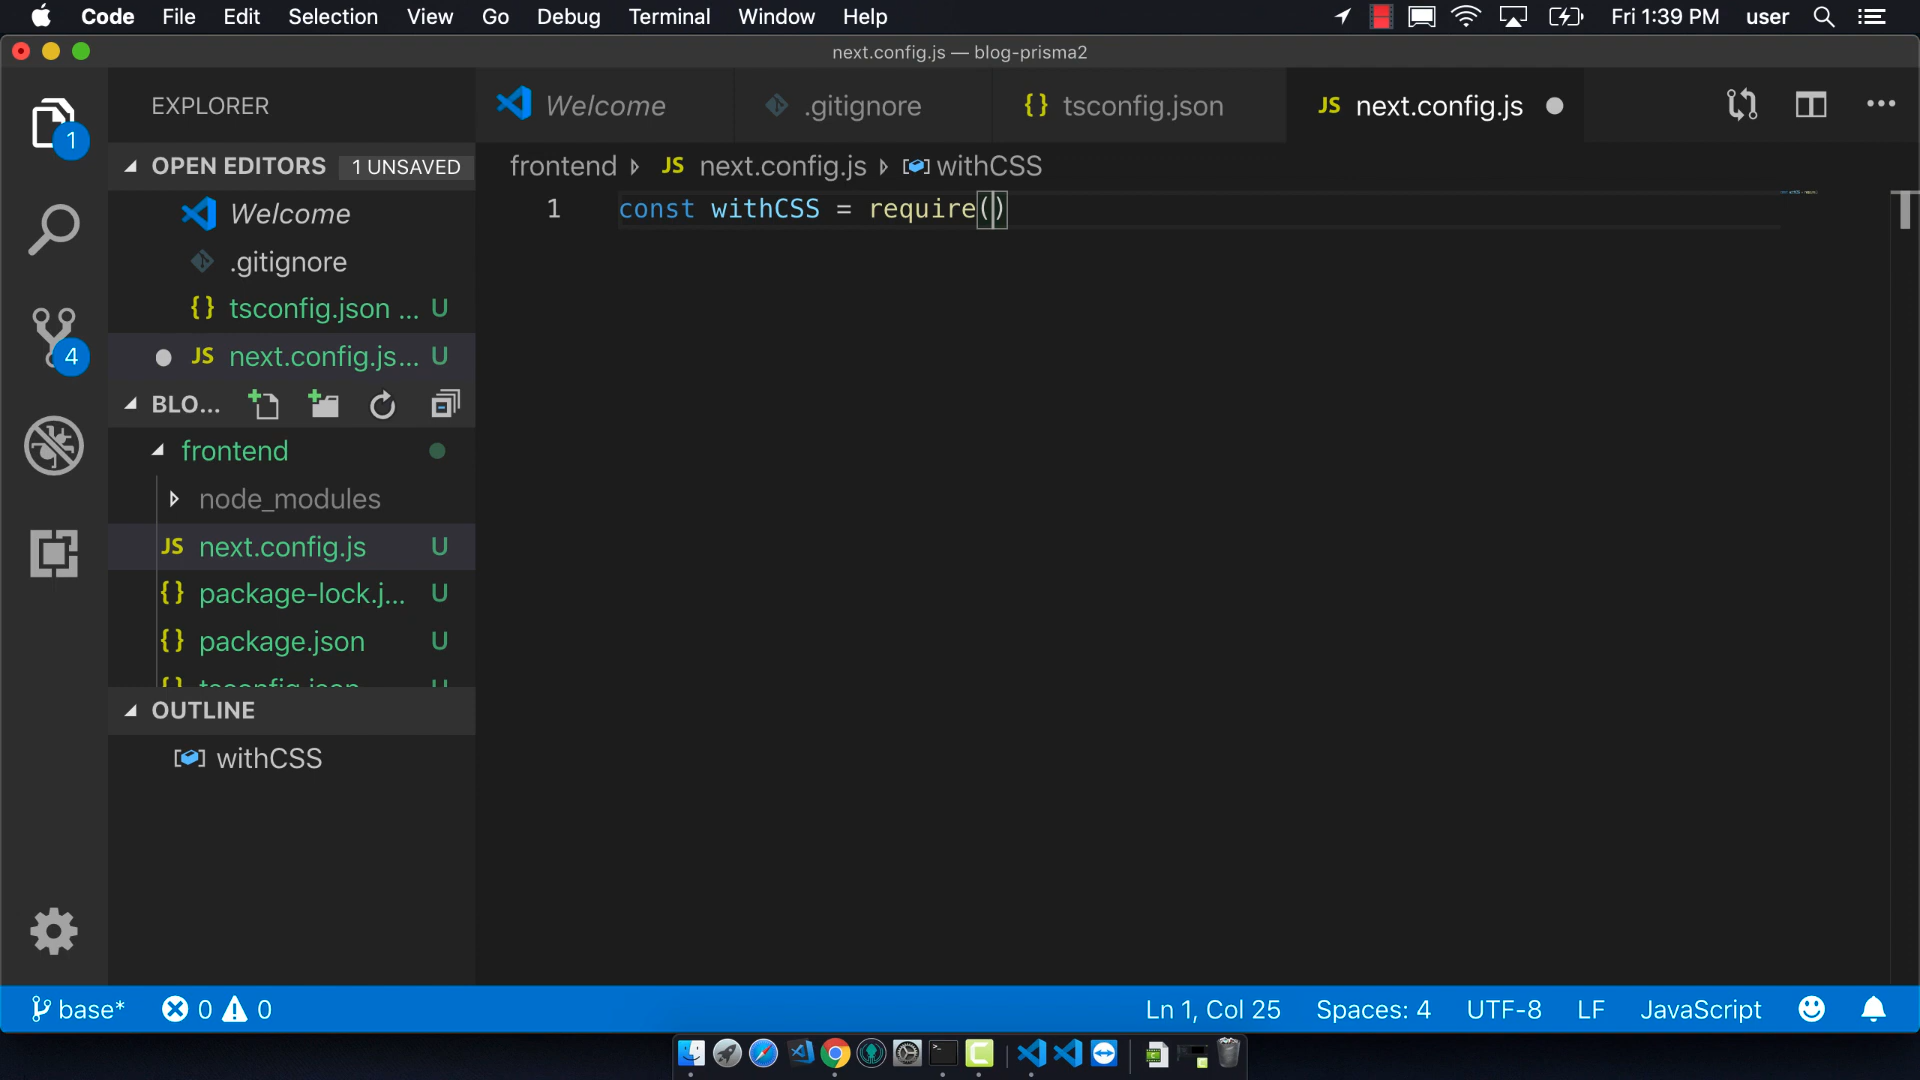 Code File Edit Selection View Go Debug Terminal Window Help Fri 1:39 PM user
next.config.js — blog-prisma2
EXPLORER
Welcome .gitignore {} tsconfig.json JS next.config.js
OPEN EDITORS 1 UNSAVED
frontend JS next.config.js withCSS
Welcome
1 const withCSS = require()
.gitignore
{} tsconfig.json ... U
JS next.config.js... U
BLO...
frontend
node_modules
JS next.config.js U
{} package-lock.j... U
{} package.json U
{} tsconfig.json U
OUTLINE
withCSS
1
4
base* 0 0 Ln 1, Col 25 Spaces: 4 UTF-8 LF JavaScript